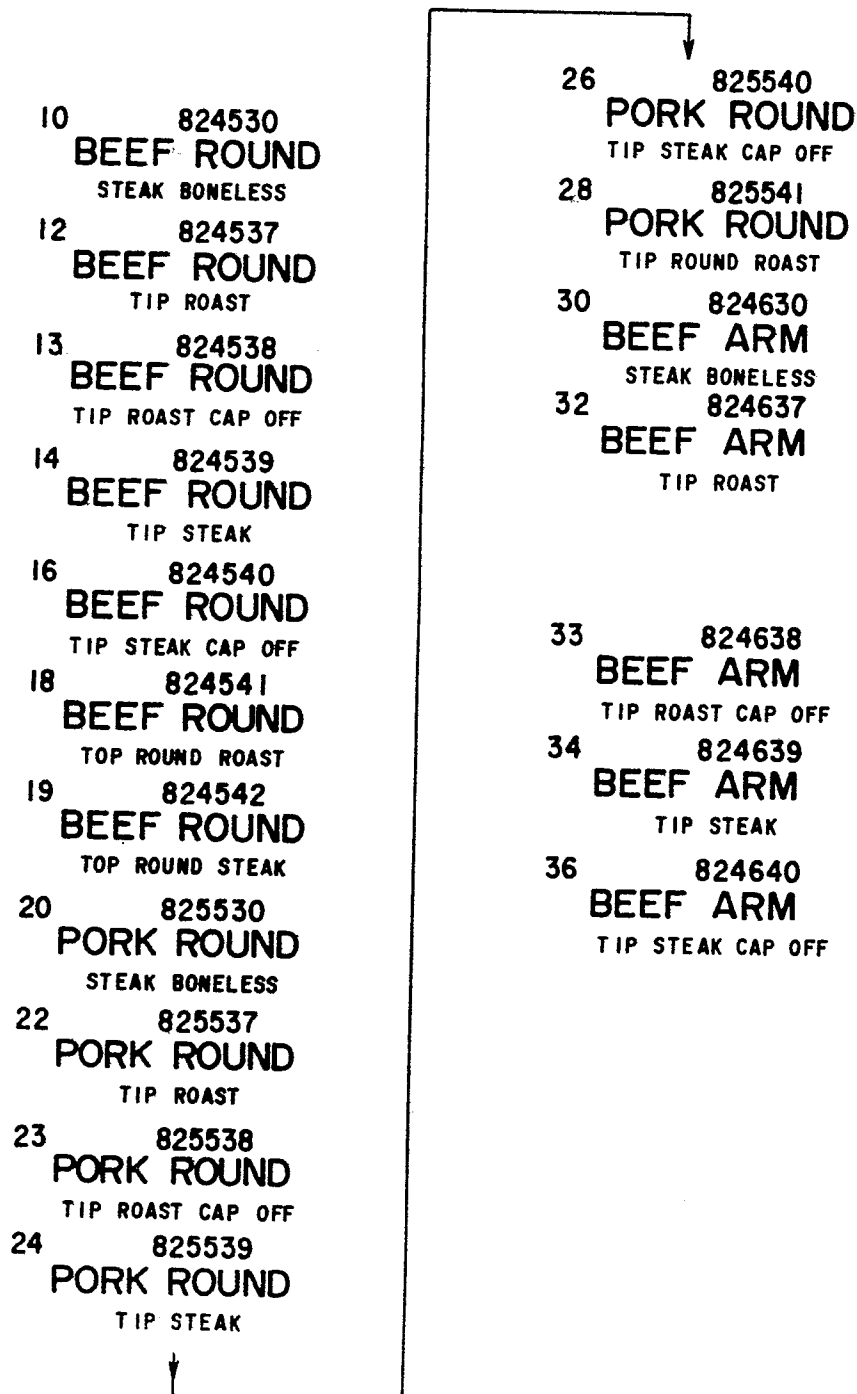 10 824530
BEEF ROUND
STEAK BONELESS
12 824537
BEEF ROUND
TIP ROAST
13 824538
BEEF ROUND
TIP ROAST CAP OFF
14 824539
BEEF ROUND
TIP STEAK
16 824540
BEEF ROUND
TIP STEAK CAP OFF
18 824541
BEEF ROUND
TOP ROUND ROAST
19 824542
BEEF ROUND
TOP ROUND STEAK
20 825530
PORK ROUND
STEAK BONELESS
22 825537
PORK ROUND
TIP ROAST
23 825538
PORK ROUND
TIP ROAST CAP OFF
24 825539
PORK ROUND
TIP STEAK
26 825540
PORK ROUND
TIP STEAK CAP OFF
28 825541
PORK ROUND
TIP ROUND ROAST
30 824630
BEEF ARM
STEAK BONELESS
32 824637
BEEF ARM
TIP ROAST
33 824638
BEEF ARM
TIP ROAST CAP OFF
34 824639
BEEF ARM
TIP STEAK
36 824640
BEEF ARM
TIP STEAK CAP OFF